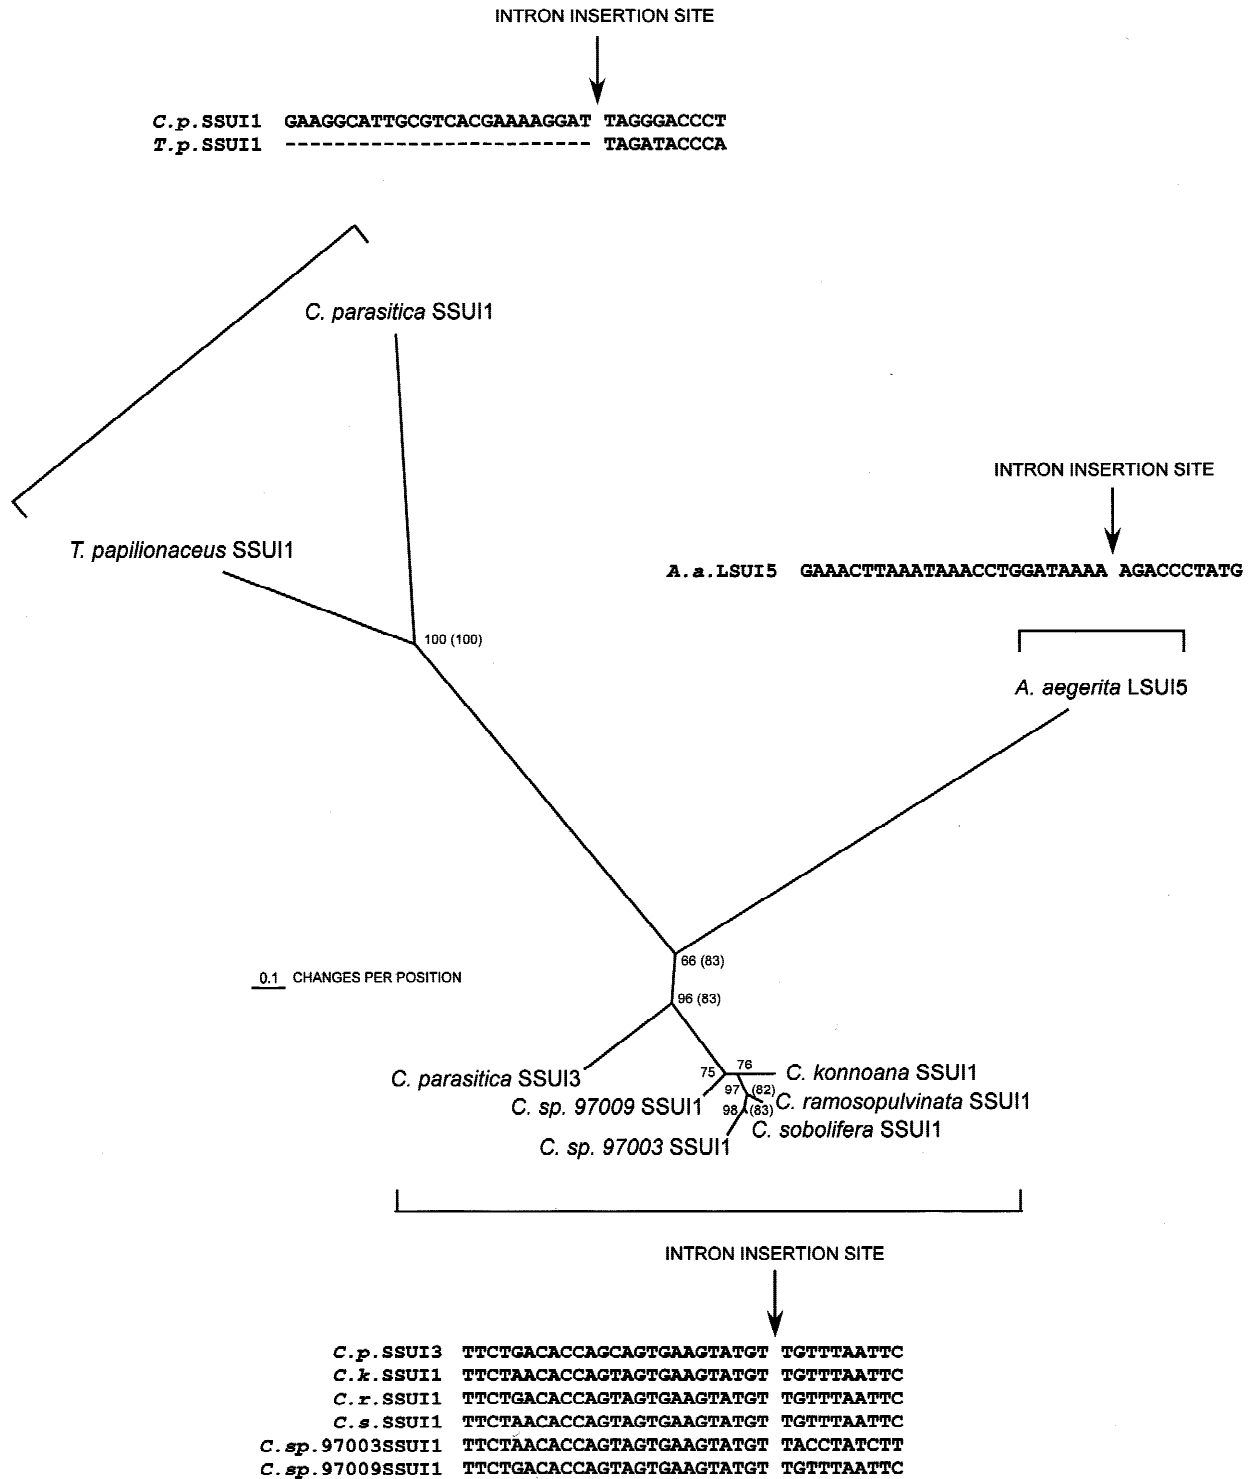 INTRON INSERTION SITE
C.p.SSUI1 GAAGGCATTGCGTCACGAAAAGGAT TAGGGACCCT
T.p.SSUI1 ------------------------- TAGATACCCA
C. parasitica SSUI1
INTRON INSERTION SITE
T. papilionaceus SSUI1
A.a.LSUI5 GAAACTTAAATAAACCTGGATAAAA AGACCCTATG
100 (100)
A. aegerita LSUI5
66 (83)
0.1 CHANGES PER POSITION
96 (83)
76
75
C. konnoana SSUI1
C. parasitica SSUI3
97 (82)
C. ramosopulvinata SSUI1
C. sp. 97009 SSUI1
98 (83)
C. sobolifera SSUI1
C. sp. 97003 SSUI1
INTRON INSERTION SITE
C.p.SSUI3 TTCTGACACCAGCAGTGAAGTATGT TGTTTAATTC
C.k.SSUI1 TTCTAACACCAGTAGTGAAGTATGT TGTTTAATTC
C.r.SSUI1 TTCTGACACCAGTAGTGAAGTATGT TGTTTAATTC
C.s.SSUI1 TTCTAACACCAGTAGTGAAGTATGT TGTTTAATTC
C.sp.97003SSUI1 TTCTAACACCAGTAGTGAAGTATGT TACCTATCTT
C.sp.97009SSUI1 TTCTGACACCAGTAGTGAAGTATGT TGTTTAATTC